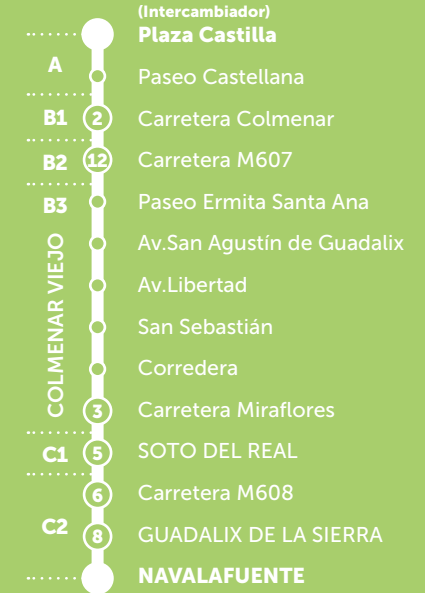 (Intercambiador)
Plaza Castilla
A
Paseo Castellana
B1 2 Carretera Colmenar
B2 12 Carretera M607
B3 Paseo Ermita Santa Ana
COLMENAR VIEJO
Av.San Agustín de Guadalix
Av.Libertad
San Sebastián
Corredera
3 Carretera Miraflores
C1 5 SOTO DEL REAL
6 Carretera M608
C2 8 GUADALIX DE LA SIERRA
NAVALAFUENTE